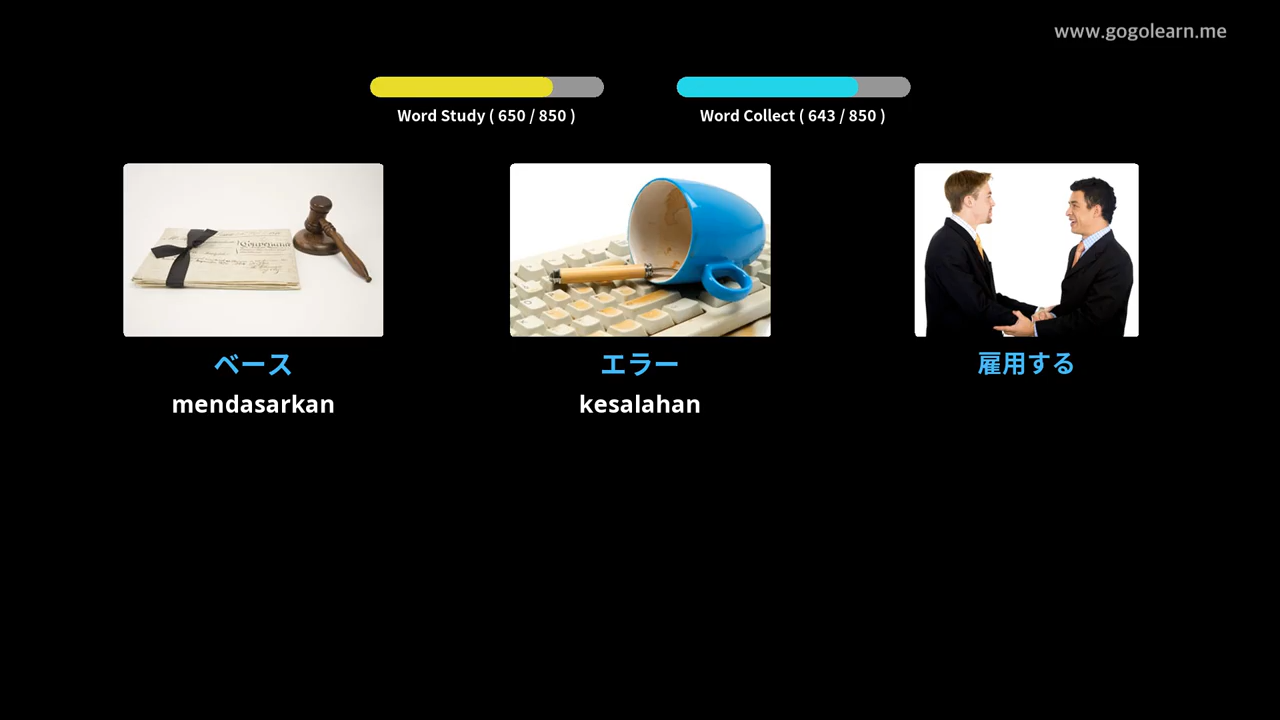 www.gogolearn.me
Word Study ( 650 / 850 )
Word Collect ( 643 / 850 )
ベース
エラー
雇用する
mendasarkan
kesalahan